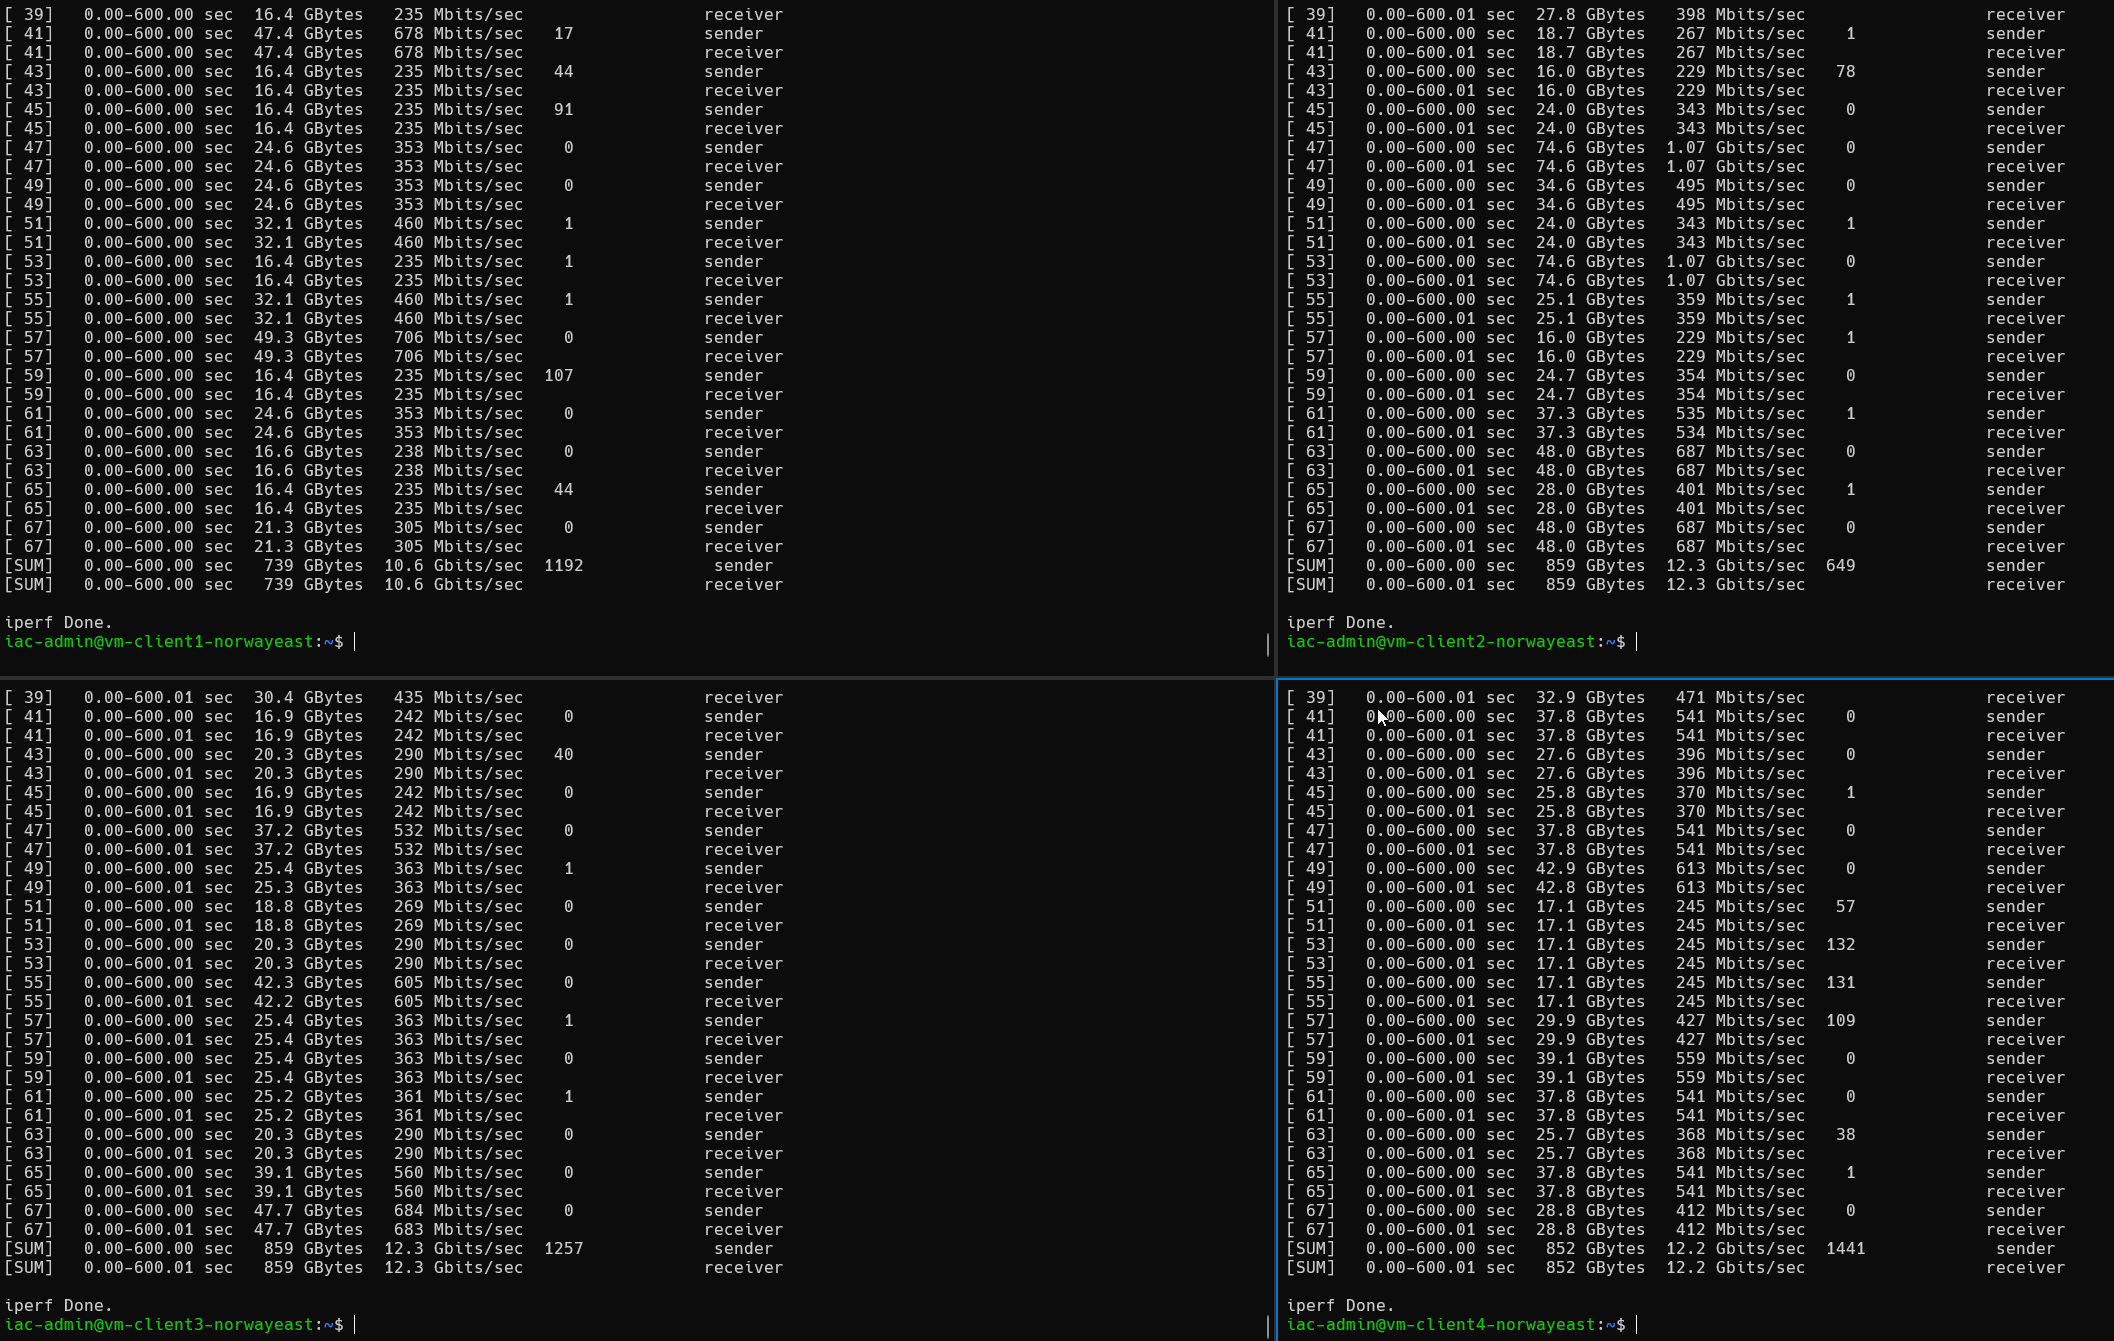 [ 39]   0.00-600.00 sec  16.4 GBytes   235 Mbits/sec                  receiver
[ 41]   0.00-600.00 sec  47.4 GBytes   678 Mbits/sec   17             sender
[ 41]   0.00-600.00 sec  47.4 GBytes   678 Mbits/sec                  receiver
[ 43]   0.00-600.00 sec  16.4 GBytes   235 Mbits/sec   44             sender
[ 43]   0.00-600.00 sec  16.4 GBytes   235 Mbits/sec                  receiver
[ 45]   0.00-600.00 sec  16.4 GBytes   235 Mbits/sec   91             sender
[ 45]   0.00-600.00 sec  16.4 GBytes   235 Mbits/sec                  receiver
[ 47]   0.00-600.00 sec  24.6 GBytes   353 Mbits/sec    0             sender
[ 47]   0.00-600.00 sec  24.6 GBytes   353 Mbits/sec                  receiver
[ 49]   0.00-600.00 sec  24.6 GBytes   353 Mbits/sec    0             sender
[ 49]   0.00-600.00 sec  24.6 GBytes   353 Mbits/sec                  receiver
[ 51]   0.00-600.00 sec  32.1 GBytes   460 Mbits/sec    1             sender
[ 51]   0.00-600.00 sec  32.1 GBytes   460 Mbits/sec                  receiver
[ 53]   0.00-600.00 sec  16.4 GBytes   235 Mbits/sec    1             sender
[ 53]   0.00-600.00 sec  16.4 GBytes   235 Mbits/sec                  receiver
[ 55]   0.00-600.00 sec  32.1 GBytes   460 Mbits/sec    1             sender
[ 55]   0.00-600.00 sec  32.1 GBytes   460 Mbits/sec                  receiver
[ 57]   0.00-600.00 sec  49.3 GBytes   706 Mbits/sec    0             sender
[ 57]   0.00-600.00 sec  49.3 GBytes   706 Mbits/sec                  receiver
[ 59]   0.00-600.00 sec  16.4 GBytes   235 Mbits/sec  107             sender
[ 59]   0.00-600.00 sec  16.4 GBytes   235 Mbits/sec                  receiver
[ 61]   0.00-600.00 sec  24.6 GBytes   353 Mbits/sec    0             sender
[ 61]   0.00-600.00 sec  24.6 GBytes   353 Mbits/sec                  receiver
[ 63]   0.00-600.00 sec  16.6 GBytes   238 Mbits/sec    0             sender
[ 63]   0.00-600.00 sec  16.6 GBytes   238 Mbits/sec                  receiver
[ 65]   0.00-600.00 sec  16.4 GBytes   235 Mbits/sec   44             sender
[ 65]   0.00-600.00 sec  16.4 GBytes   235 Mbits/sec                  receiver
[ 67]   0.00-600.00 sec  21.3 GBytes   305 Mbits/sec    0             sender
[ 67]   0.00-600.00 sec  21.3 GBytes   305 Mbits/sec                  receiver
[SUM]   0.00-600.00 sec   739 GBytes  10.6 Gbits/sec  1192             sender
[SUM]   0.00-600.00 sec   739 GBytes  10.6 Gbits/sec                  receiver
iperf Done.
iac-admin@vm-client1-norwayeast:~$
[ 39]   0.00-600.01 sec  27.8 GBytes   398 Mbits/sec                  receiver
[ 41]   0.00-600.00 sec  18.7 GBytes   267 Mbits/sec    1             sender
[ 41]   0.00-600.01 sec  18.7 GBytes   267 Mbits/sec                  receiver
[ 43]   0.00-600.00 sec  16.0 GBytes   229 Mbits/sec   78             sender
[ 43]   0.00-600.01 sec  16.0 GBytes   229 Mbits/sec                  receiver
[ 45]   0.00-600.00 sec  24.0 GBytes   343 Mbits/sec    0             sender
[ 45]   0.00-600.01 sec  24.0 GBytes   343 Mbits/sec                  receiver
[ 47]   0.00-600.00 sec  74.6 GBytes  1.07 Gbits/sec    0             sender
[ 47]   0.00-600.01 sec  74.6 GBytes  1.07 Gbits/sec                  receiver
[ 49]   0.00-600.00 sec  34.6 GBytes   495 Mbits/sec    0             sender
[ 49]   0.00-600.01 sec  34.6 GBytes   495 Mbits/sec                  receiver
[ 51]   0.00-600.00 sec  24.0 GBytes   343 Mbits/sec    1             sender
[ 51]   0.00-600.01 sec  24.0 GBytes   343 Mbits/sec                  receiver
[ 53]   0.00-600.00 sec  74.6 GBytes  1.07 Gbits/sec    0             sender
[ 53]   0.00-600.01 sec  74.6 GBytes  1.07 Gbits/sec                  receiver
[ 55]   0.00-600.00 sec  25.1 GBytes   359 Mbits/sec    1             sender
[ 55]   0.00-600.01 sec  25.1 GBytes   359 Mbits/sec                  receiver
[ 57]   0.00-600.00 sec  16.0 GBytes   229 Mbits/sec    1             sender
[ 57]   0.00-600.01 sec  16.0 GBytes   229 Mbits/sec                  receiver
[ 59]   0.00-600.00 sec  24.7 GBytes   354 Mbits/sec    0             sender
[ 59]   0.00-600.01 sec  24.7 GBytes   354 Mbits/sec                  receiver
[ 61]   0.00-600.00 sec  37.3 GBytes   535 Mbits/sec    1             sender
[ 61]   0.00-600.01 sec  37.3 GBytes   534 Mbits/sec                  receiver
[ 63]   0.00-600.00 sec  48.0 GBytes   687 Mbits/sec    0             sender
[ 63]   0.00-600.01 sec  48.0 GBytes   687 Mbits/sec                  receiver
[ 65]   0.00-600.00 sec  28.0 GBytes   401 Mbits/sec    1             sender
[ 65]   0.00-600.01 sec  28.0 GBytes   401 Mbits/sec                  receiver
[ 67]   0.00-600.00 sec  48.0 GBytes   687 Mbits/sec    0             sender
[ 67]   0.00-600.01 sec  48.0 GBytes   687 Mbits/sec                  receiver
[SUM]   0.00-600.00 sec   859 GBytes  12.3 Gbits/sec  649             sender
[SUM]   0.00-600.01 sec   859 GBytes  12.3 Gbits/sec                  receiver
iperf Done.
iac-admin@vm-client2-norwayeast:~$
[ 39]   0.00-600.01 sec  30.4 GBytes   435 Mbits/sec                  receiver
[ 41]   0.00-600.00 sec  16.9 GBytes   242 Mbits/sec    0             sender
[ 41]   0.00-600.01 sec  16.9 GBytes   242 Mbits/sec                  receiver
[ 43]   0.00-600.00 sec  20.3 GBytes   290 Mbits/sec   40             sender
[ 43]   0.00-600.01 sec  20.3 GBytes   290 Mbits/sec                  receiver
[ 45]   0.00-600.00 sec  16.9 GBytes   242 Mbits/sec    0             sender
[ 45]   0.00-600.01 sec  16.9 GBytes   242 Mbits/sec                  receiver
[ 47]   0.00-600.00 sec  37.2 GBytes   532 Mbits/sec    0             sender
[ 47]   0.00-600.01 sec  37.2 GBytes   532 Mbits/sec                  receiver
[ 49]   0.00-600.00 sec  25.4 GBytes   363 Mbits/sec    1             sender
[ 49]   0.00-600.01 sec  25.3 GBytes   363 Mbits/sec                  receiver
[ 51]   0.00-600.00 sec  18.8 GBytes   269 Mbits/sec    0             sender
[ 51]   0.00-600.01 sec  18.8 GBytes   269 Mbits/sec                  receiver
[ 53]   0.00-600.00 sec  20.3 GBytes   290 Mbits/sec    0             sender
[ 53]   0.00-600.01 sec  20.3 GBytes   290 Mbits/sec                  receiver
[ 55]   0.00-600.00 sec  42.3 GBytes   605 Mbits/sec    0             sender
[ 55]   0.00-600.01 sec  42.2 GBytes   605 Mbits/sec                  receiver
[ 57]   0.00-600.00 sec  25.4 GBytes   363 Mbits/sec    1             sender
[ 57]   0.00-600.01 sec  25.4 GBytes   363 Mbits/sec                  receiver
[ 59]   0.00-600.00 sec  25.4 GBytes   363 Mbits/sec    0             sender
[ 59]   0.00-600.01 sec  25.4 GBytes   363 Mbits/sec                  receiver
[ 61]   0.00-600.00 sec  25.2 GBytes   361 Mbits/sec    1             sender
[ 61]   0.00-600.01 sec  25.2 GBytes   361 Mbits/sec                  receiver
[ 63]   0.00-600.00 sec  20.3 GBytes   290 Mbits/sec    0             sender
[ 63]   0.00-600.01 sec  20.3 GBytes   290 Mbits/sec                  receiver
[ 65]   0.00-600.00 sec  39.1 GBytes   560 Mbits/sec    0             sender
[ 65]   0.00-600.01 sec  39.1 GBytes   560 Mbits/sec                  receiver
[ 67]   0.00-600.00 sec  47.7 GBytes   684 Mbits/sec    0             sender
[ 67]   0.00-600.01 sec  47.7 GBytes   683 Mbits/sec                  receiver
[SUM]   0.00-600.00 sec   859 GBytes  12.3 Gbits/sec  1257             sender
[SUM]   0.00-600.01 sec   859 GBytes  12.3 Gbits/sec                  receiver
iperf Done.
iac-admin@vm-client3-norwayeast:~$
[ 39]   0.00-600.01 sec  32.9 GBytes   471 Mbits/sec                  receiver
[ 41]   0.00-600.00 sec  37.8 GBytes   541 Mbits/sec    0             sender
[ 41]   0.00-600.01 sec  37.8 GBytes   541 Mbits/sec                  receiver
[ 43]   0.00-600.00 sec  27.6 GBytes   396 Mbits/sec    0             sender
[ 43]   0.00-600.01 sec  27.6 GBytes   396 Mbits/sec                  receiver
[ 45]   0.00-600.00 sec  25.8 GBytes   370 Mbits/sec    1             sender
[ 45]   0.00-600.01 sec  25.8 GBytes   370 Mbits/sec                  receiver
[ 47]   0.00-600.00 sec  37.8 GBytes   541 Mbits/sec    0             sender
[ 47]   0.00-600.01 sec  37.8 GBytes   541 Mbits/sec                  receiver
[ 49]   0.00-600.00 sec  42.9 GBytes   613 Mbits/sec    0             sender
[ 49]   0.00-600.01 sec  42.8 GBytes   613 Mbits/sec                  receiver
[ 51]   0.00-600.00 sec  17.1 GBytes   245 Mbits/sec   57             sender
[ 51]   0.00-600.01 sec  17.1 GBytes   245 Mbits/sec                  receiver
[ 53]   0.00-600.00 sec  17.1 GBytes   245 Mbits/sec  132             sender
[ 53]   0.00-600.01 sec  17.1 GBytes   245 Mbits/sec                  receiver
[ 55]   0.00-600.00 sec  17.1 GBytes   245 Mbits/sec  131             sender
[ 55]   0.00-600.01 sec  17.1 GBytes   245 Mbits/sec                  receiver
[ 57]   0.00-600.00 sec  29.9 GBytes   427 Mbits/sec  109             sender
[ 57]   0.00-600.01 sec  29.9 GBytes   427 Mbits/sec                  receiver
[ 59]   0.00-600.00 sec  39.1 GBytes   559 Mbits/sec    0             sender
[ 59]   0.00-600.01 sec  39.1 GBytes   559 Mbits/sec                  receiver
[ 61]   0.00-600.00 sec  37.8 GBytes   541 Mbits/sec    0             sender
[ 61]   0.00-600.01 sec  37.8 GBytes   541 Mbits/sec                  receiver
[ 63]   0.00-600.00 sec  25.7 GBytes   368 Mbits/sec   38             sender
[ 63]   0.00-600.01 sec  25.7 GBytes   368 Mbits/sec                  receiver
[ 65]   0.00-600.00 sec  37.8 GBytes   541 Mbits/sec    1             sender
[ 65]   0.00-600.01 sec  37.8 GBytes   541 Mbits/sec                  receiver
[ 67]   0.00-600.00 sec  28.8 GBytes   412 Mbits/sec    0             sender
[ 67]   0.00-600.01 sec  28.8 GBytes   412 Mbits/sec                  receiver
[SUM]   0.00-600.00 sec   852 GBytes  12.2 Gbits/sec  1441             sender
[SUM]   0.00-600.01 sec   852 GBytes  12.2 Gbits/sec                  receiver
iperf Done.
iac-admin@vm-client4-norwayeast:~$